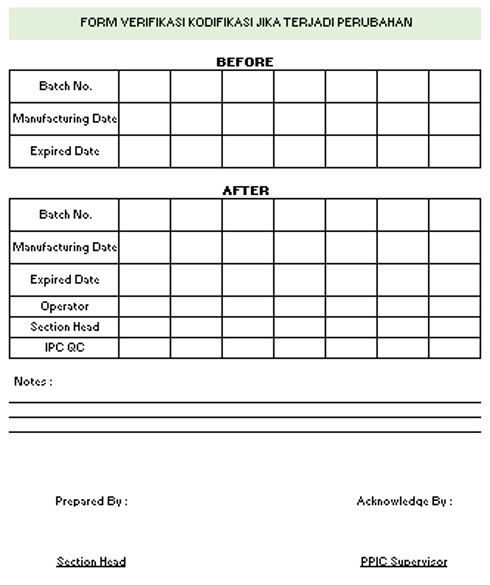 FORM VERIFIKASI KODIFIKASI JIKA TERJADI PERUBAHAN
BEFORE
Batch No.
Manufacturing Date
Expired Date
AFTER
Batch No.
Manufacturing Date
Expired Date
Operator
Section Head
IPC QC
Notes :
Prepared By : Acknowledge By :
Section Head PPIC Supervisor